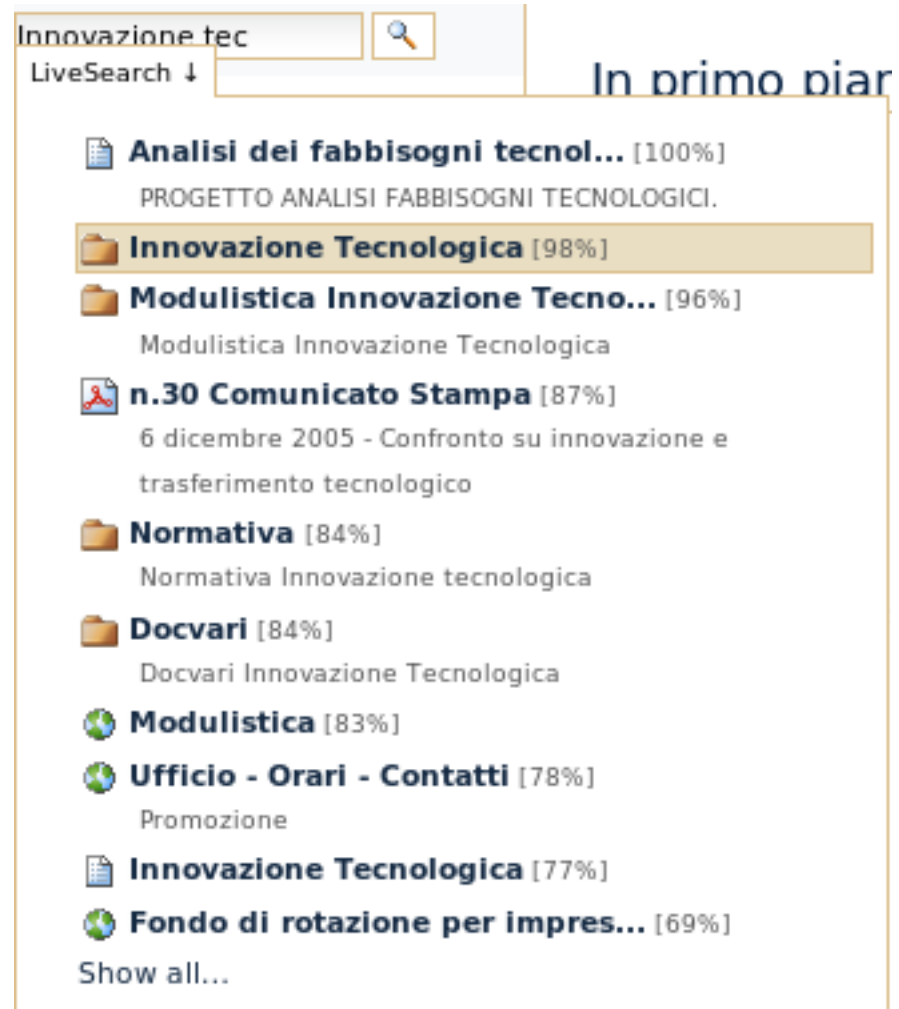 Innovazione tec
LiveSearch ↓
In primo pian
Analisi dei fabbisogni tecnol... [100%]
PROGETTO ANALISI FABBISOGNI TECNOLOGICI.
Innovazione Tecnologica [98%]
Modulistica Innovazione Tecno... [96%]
Modulistica Innovazione Tecnologica
n.30 Comunicato Stampa [87%]
6 dicembre 2005 - Confronto su innovazione e
trasferimento tecnologico
Normativa [84%]
Normativa Innovazione tecnologica
Docvari [84%]
Docvari Innovazione Tecnologica
Modulistica [83%]
Ufficio - Orari - Contatti [78%]
Promozione
Innovazione Tecnologica [77%]
Fondo di rotazione per impres... [69%]
Show all...